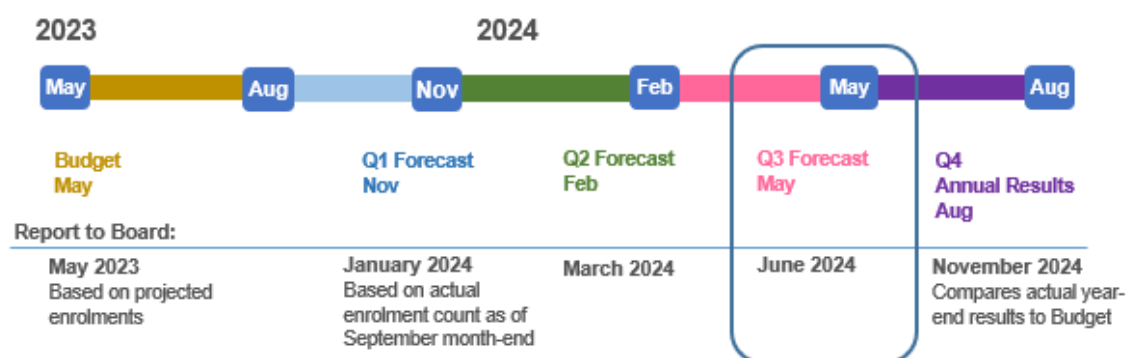 2023
2024
May
Aug
Nov
Feb
May
Aug
Budget
May
Q1 Forecast
Nov
Q2 Forecast
Feb
Q3 Forecast
May
Q4
Annual Results
Aug
Report to Board:
May 2023
Based on projected
enrolments
January 2024
Based on actual
enrolment count as of
September month-end
March 2024
June 2024
November 2024
Compares actual year-
end results to Budget